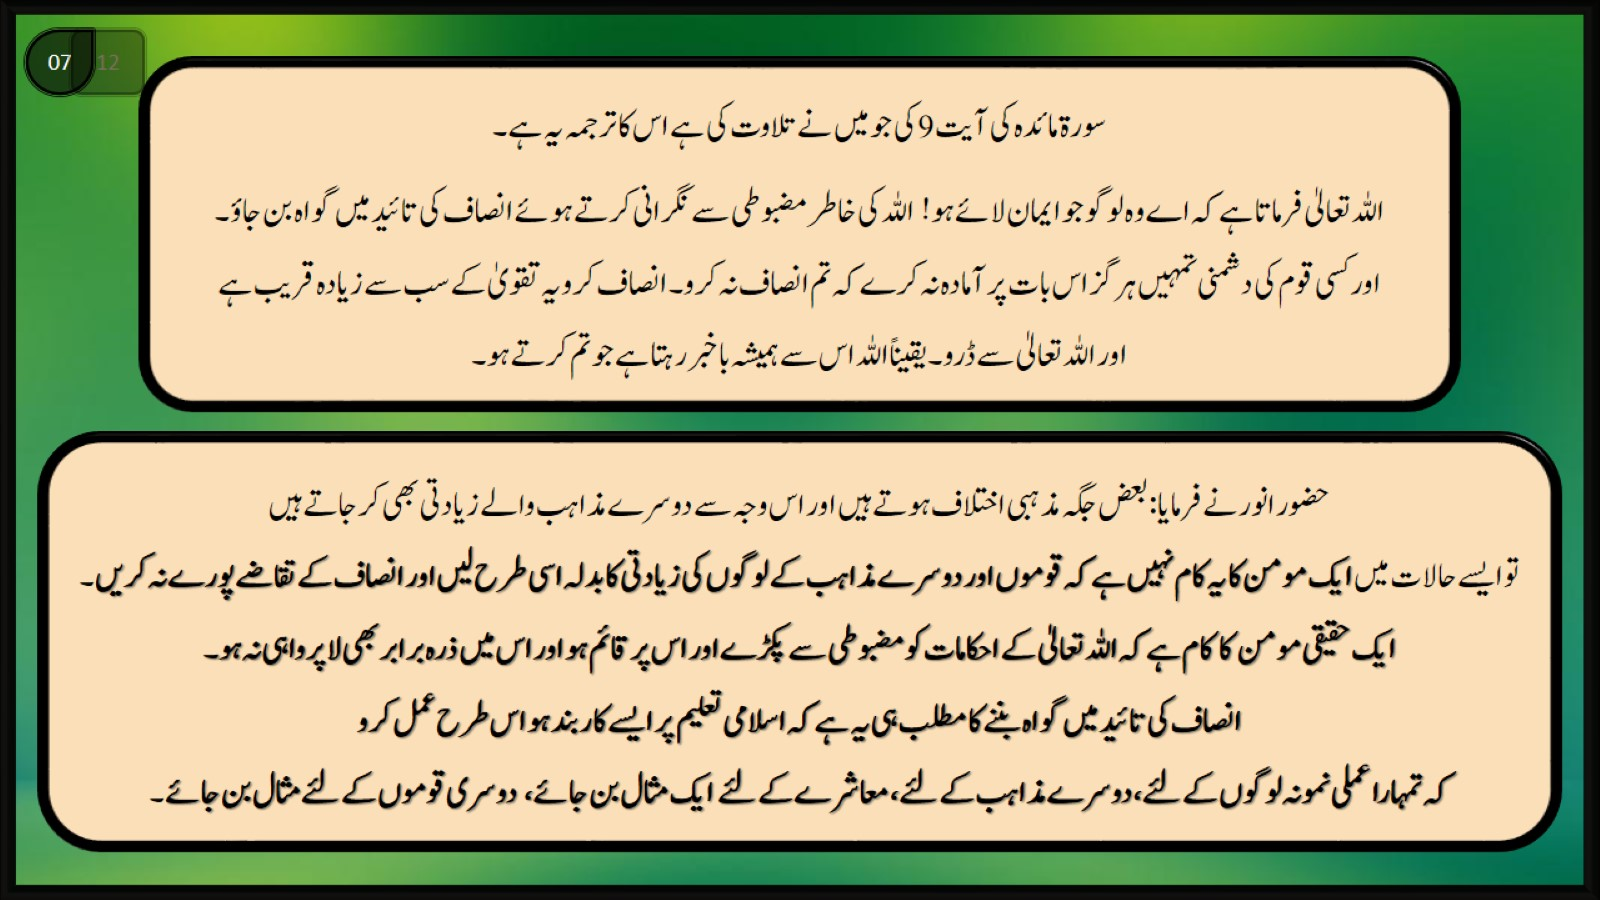 07 12
سورۃ مائدہ کی آیت 9 کی جو میں نے تلاوت کی ہے اس کا ترجمہ یہ ہے۔
اللہ تعالیٰ فرماتا ہے کہ اے وہ لوگو جو ایمان لائے ہو! اللہ کی خاطر مضبوطی سے نگرانی کرتے ہوئے انصاف کی تائید میں گواہ بن جاؤ۔
اور کسی قوم کی دشمنی تمہیں ہرگز اس بات پر آمادہ نہ کرے کہ تم انصاف نہ کرو۔ انصاف کرو یہ تقویٰ کے سب سے زیادہ قریب ہے
اور اللہ تعالیٰ سے ڈرو۔ یقیناً اللہ اس سے ہمیشہ باخبر رہتا ہے جو تم کرتے ہو۔
حضور انور نے فرمایا: بعض جگہ مذہبی اختلاف ہوتے ہیں اور اس وجہ سے دوسرے مذاہب والے زیادتی بھی کر جاتے ہیں
تو ایسے حالات میں ایک مومن کا یہ کام نہیں ہے کہ قوموں اور دوسرے مذاہب کے لوگوں کی زیادتی کا بدلہ اسی طرح لیں اور انصاف کے تقاضے پورے نہ کریں۔
ایک حقیقی مومن کا کام ہے کہ اللہ تعالیٰ کے احکامات کو مضبوطی سے پکڑے اور اس پر قائم ہو اور اس میں ذرہ برابر بھی لاپرواہی نہ ہو۔
انصاف کی تائید میں گواہ بننے کا مطلب ہی یہ ہے کہ اسلامی تعلیم پر ایسے کاربند ہو اس طرح عمل کرو
کہ تمہارا عملی نمونہ لوگوں کے لئے، دوسرے مذاہب کے لئے، معاشرے کے لئے ایک مثال بن جائے، دوسری قوموں کے لئے مثال بن جائے۔